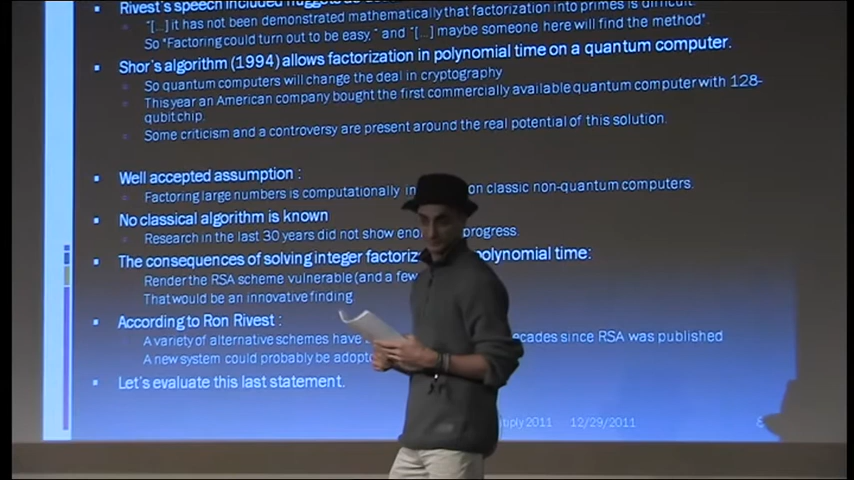 Rivest's speech included nuggets as
"[...] it has not been demonstrated mathematically that factorization into primes is difficult.
So "Factoring could turn out to be easy," and "[...] maybe someone here will find the method".
Shor's algorithm (1994) allows factorization in polynomial time on a quantum computer.
So quantum computers will change the deal in cryptography
This year an American company bought the first commercially available quantum computer with 128-
qubit chip.
Some criticism and a controversy are present around the real potential of this solution.
Well accepted assumption :
Factoring large numbers is computationally on classic non-quantum computers.
No classical algorithm is known
Research in the last 30 years did not show progress.
The consequences of solving integer polynomial time:
Render the RSA scheme vulnerable (and a few
That would be an innovative finding
According to Ron Rivest :
A variety of alternative schemes have decades since RSA was published
A new system could probably be
Let's evaluate this last statement.
2011 12/29/2011